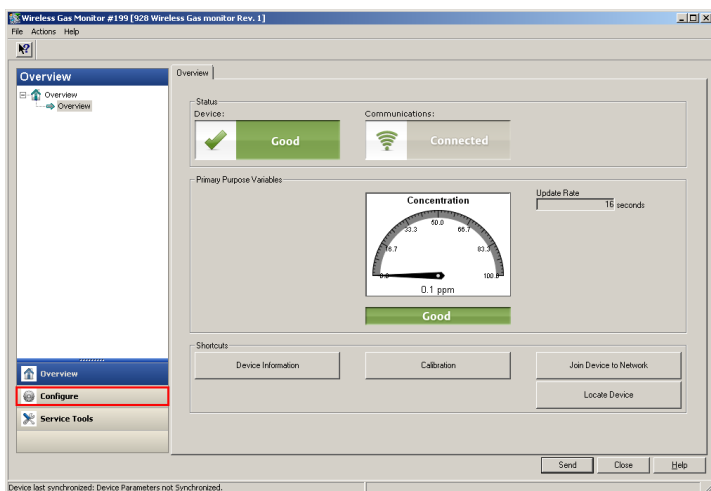 Wireless Gas Monitor #199 [928 Wireless Gas monitor Rev. 1]
File Actions Help
Overview
Overview
Overview
Overview
Status
Device:
Communications:
Good
Connected
Primary Purpose Variables
Concentration
50.0
33.3 66.7
16.7 83.3
0.0 100.0
0.1 ppm
Good
Update Rate
16 seconds
Shortcuts
Device Information
Calibration
Join Device to Network
Locate Device
Overview
Configure
Service Tools
Send
Close
Help
Device last synchronized: Device Parameters not Synchronized.